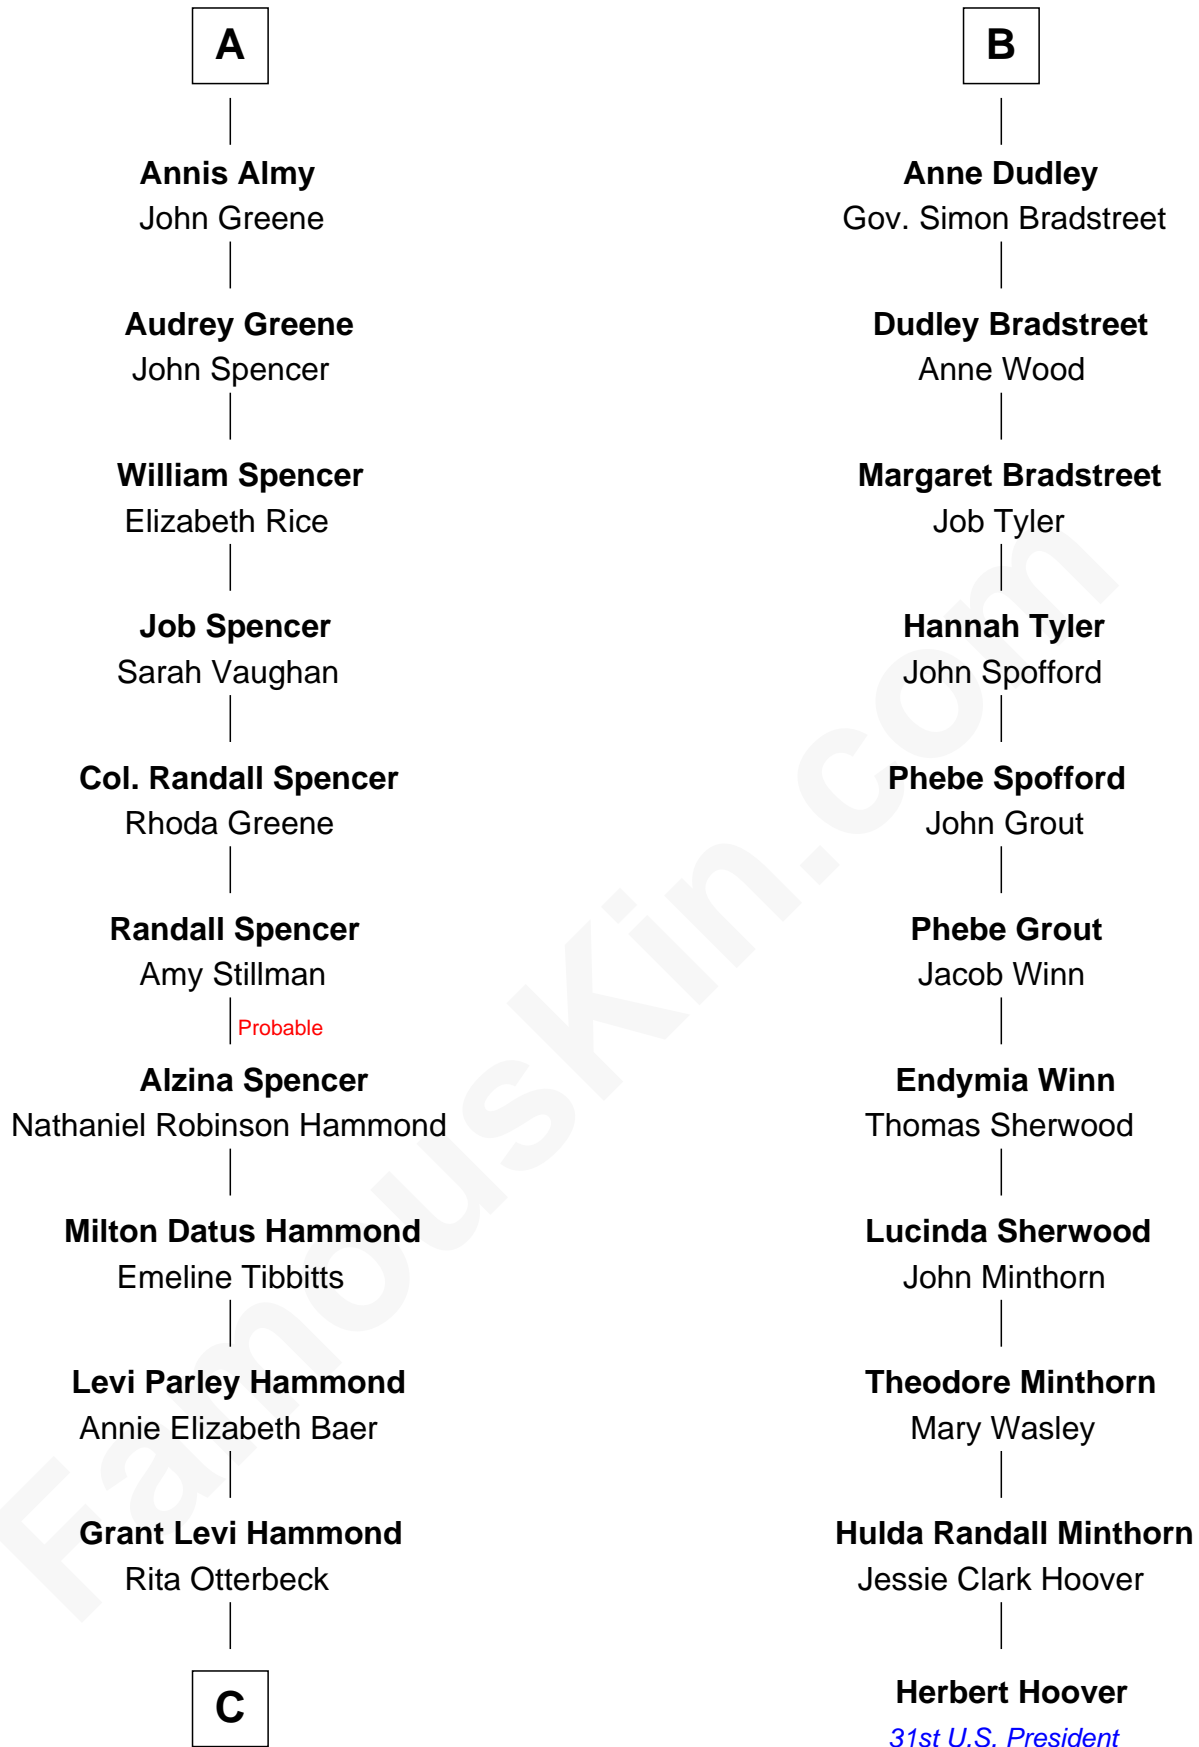 A
Annis Almy
John Greene
Audrey Greene
John Spencer
William Spencer
Elizabeth Rice
Job Spencer
Sarah Vaughan
Col. Randall Spencer
Rhoda Greene
Randall Spencer
Amy Stillman
Probable
Alzina Spencer
Nathaniel Robinson Hammond
Milton Datus Hammond
Emeline Tibbitts
Levi Parley Hammond
Annie Elizabeth Baer
Grant Levi Hammond
Rita Otterbeck
C
B
Anne Dudley
Gov. Simon Bradstreet
Dudley Bradstreet
Anne Wood
Margaret Bradstreet
Job Tyler
Hannah Tyler
John Spofford
Phebe Spofford
John Grout
Phebe Grout
Jacob Winn
Endymia Winn
Thomas Sherwood
Lucinda Sherwood
John Minthorn
Theodore Minthorn
Mary Wasley
Hulda Randall Minthorn
Jessie Clark Hoover
Herbert Hoover
31st U.S. President
FamousKin.com